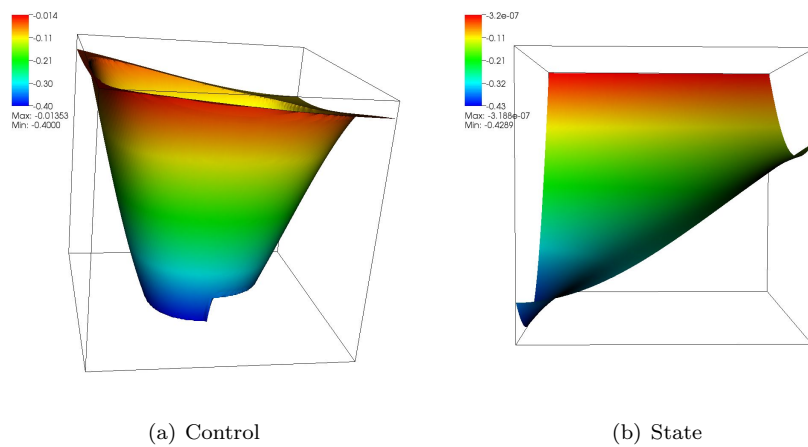 -0.014
-0.11
-0.21
-0.30
-0.40
Max: -0.01353
Min: -0.4000
-3.2e-07
-0.11
-0.21
-0.32
-0.43
Max: -3.188e-07
Min: -0.4289
(a) Control
(b) State